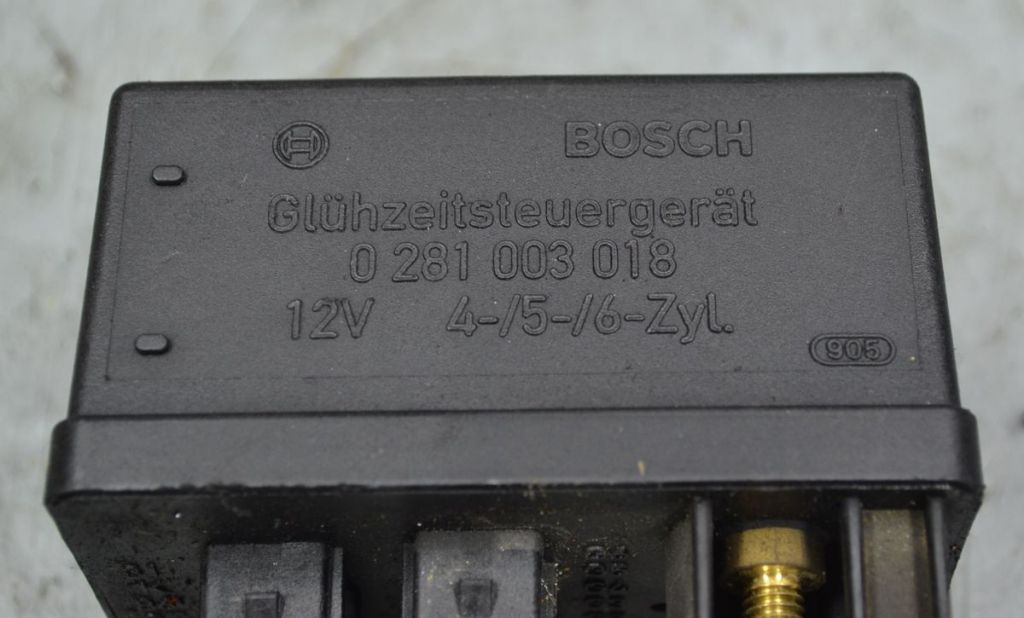 BOSCH
Glühzeitsteuergerät
0 281 003 018
12V 4-/5-/6-Zyl.
905